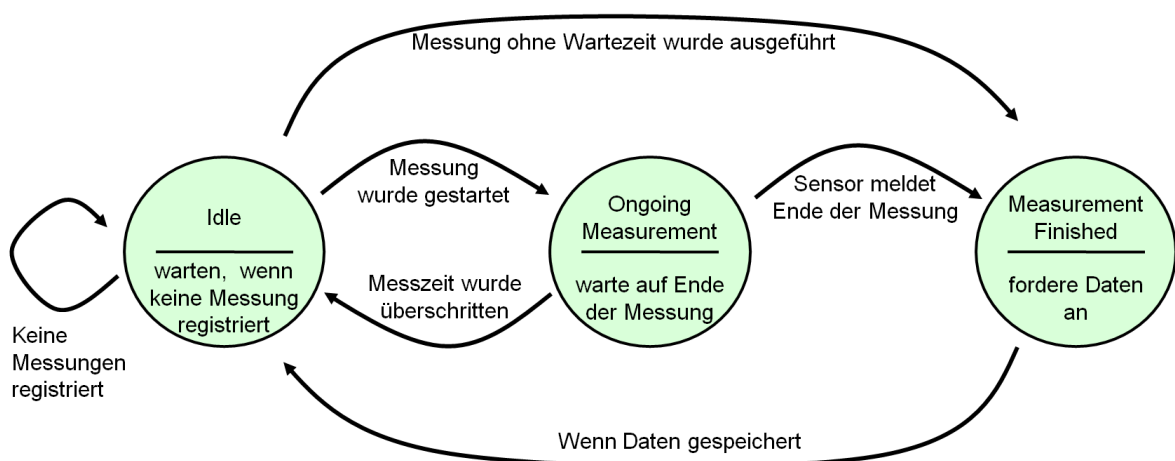 Messung ohne Wartezeit wurde ausgeführt
Messung
wurde gestartet
Sensor meldet
Ende der Messung
Idle
warten, wenn
keine Messung
registriert
Ongoing
Measurement
warte auf Ende
der Messung
Measurement
Finished
fordere Daten
an
Messzeit wurde
überschritten
Keine
Messungen
registriert
Wenn Daten gespeichert